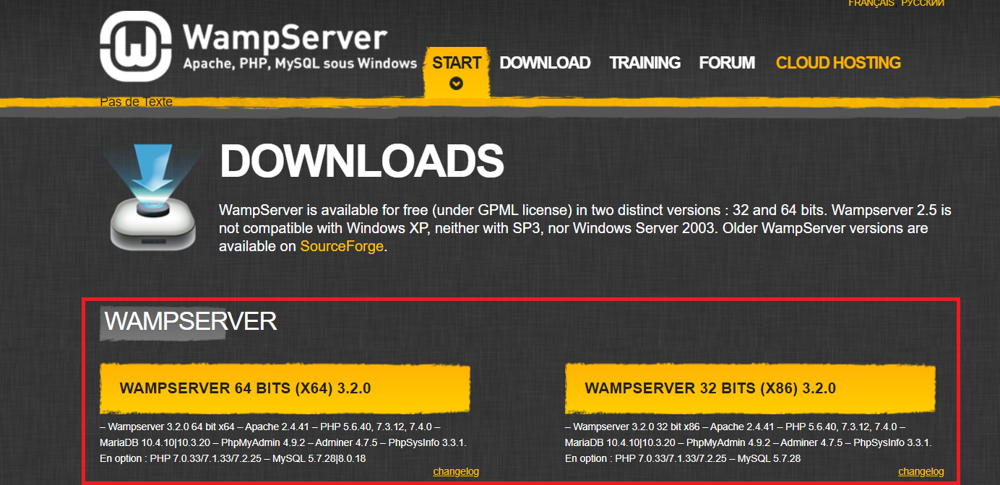 FRANÇAIS РУССКИЙ
WampServer
Apache, PHP, MySQL sous Windows
START DOWNLOAD TRAINING FORUM CLOUD HOSTING
Pas de Texte
DOWNLOADS
WampServer is available for free (under GPML license) in two distinct versions : 32 and 64 bits. Wampserver 2.5 is
not compatible with Windows XP, neither with SP3, nor Windows Server 2003. Older WampServer versions are
available on SourceForge.
WAMPSERVER
WAMPSERVER 64 BITS (X64) 3.2.0
– Wampserver 3.2.0 64 bit x64 – Apache 2.4.41 – PHP 5.6.40, 7.3.12, 7.4.0 –
MariaDB 10.4.10|10.3.20 – PhpMyAdmin 4.9.2 – Adminer 4.7.5 – PhpSysInfo 3.3.1.
En option : PHP 7.0.33/7.1.33/7.2.25 – MySQL 5.7.28|8.0.18
changelog
WAMPSERVER 32 BITS (X86) 3.2.0
– Wampserver 3.2.0 32 bit x86 – Apache 2.4.41 – PHP 5.6.40, 7.3.12, 7.4.0 –
MariaDB 10.4.10|10.3.20 – PhpMyAdmin 4.9.2 – Adminer 4.7.5 – PhpSysInfo 3.3.1.
En option : PHP 7.0.33/7.1.33/7.2.25 – MySQL 5.7.28
changelog